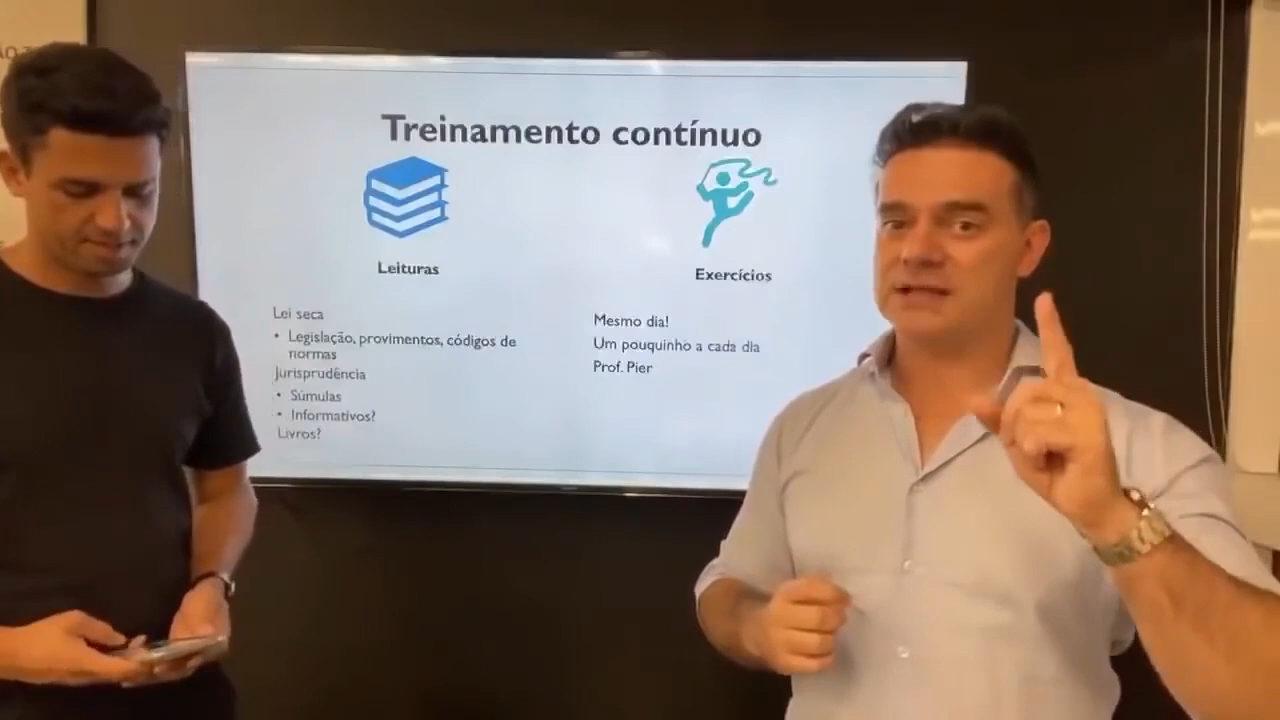 Treinamento contínuo
Leituras
Lei seca
• Legislação, provimentos, códigos de
normas
Jurisprudência
• Súmulas
• Informativos?
Livros?
Exercícios
Mesmo dia!
Um pouquinho a cada dia
Prof. Pier